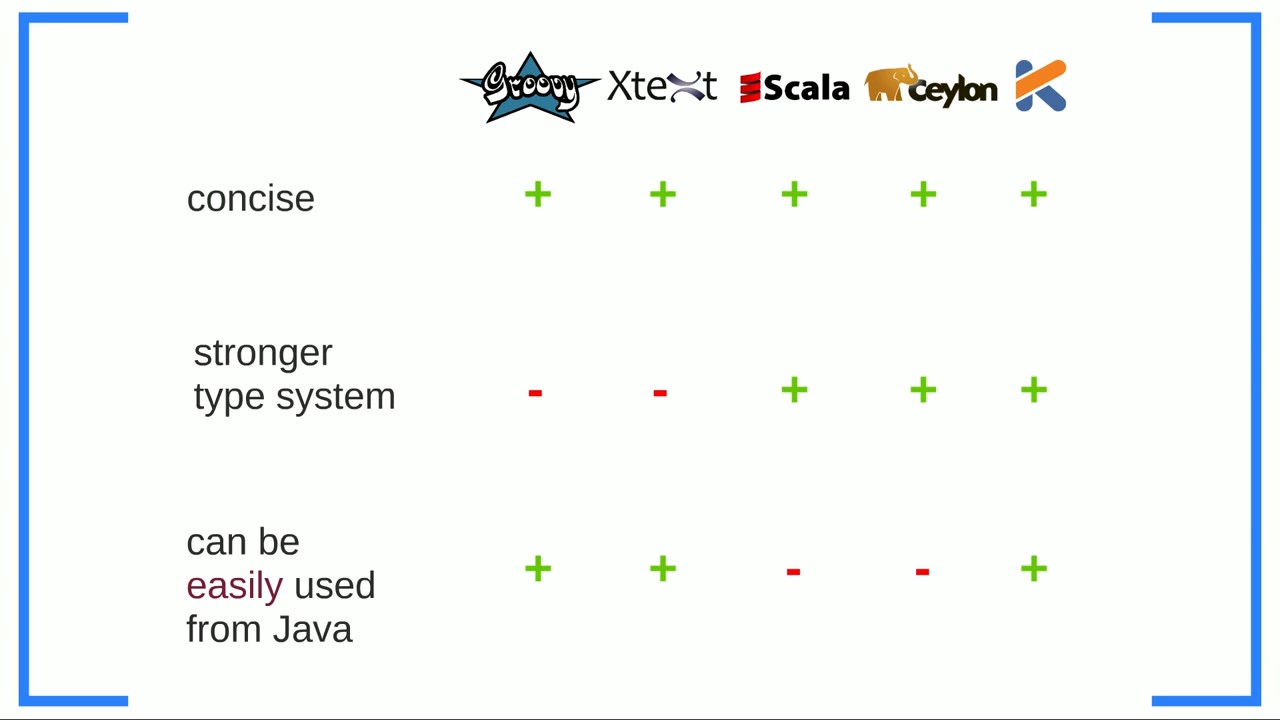 Groovy Xtext Scala Ceylon
concise + + + + +
stronger
type system - - + + +
can be
easily used + + - - +
from Java